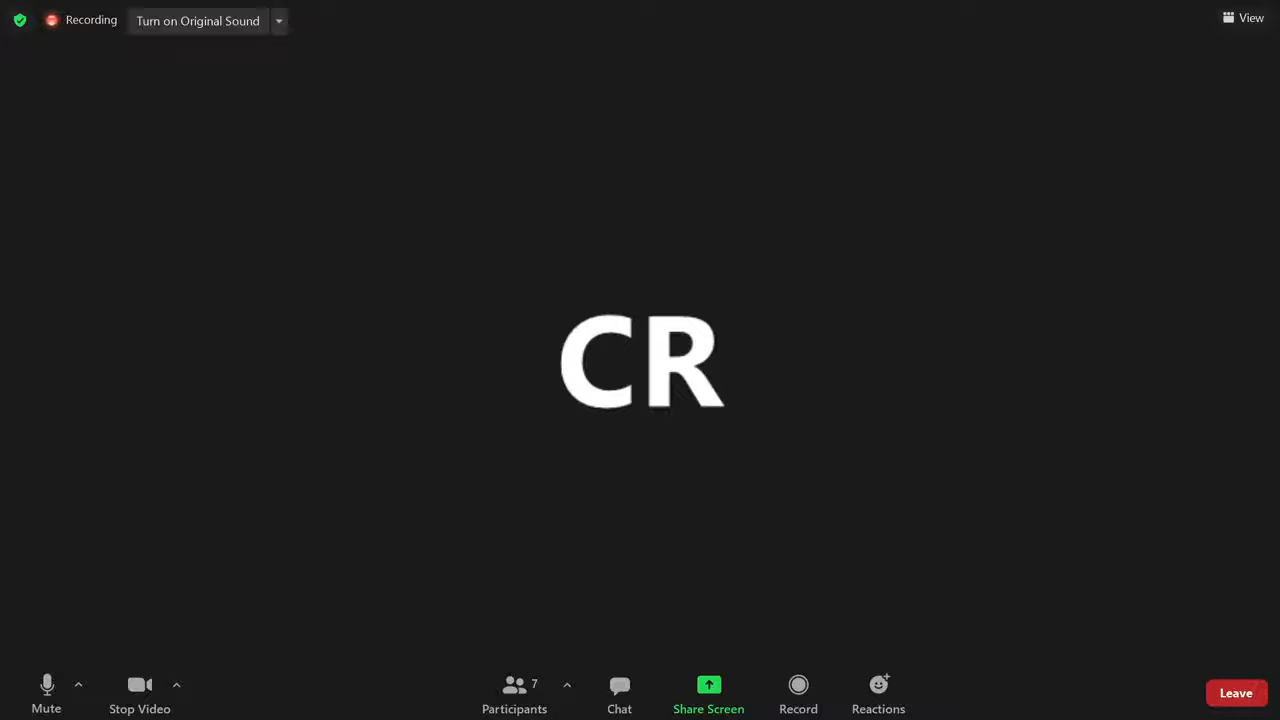 Recording
Turn on Original Sound
View
CR
Mute
Stop Video
7
Participants
Chat
Share Screen
Record
Reactions
Leave